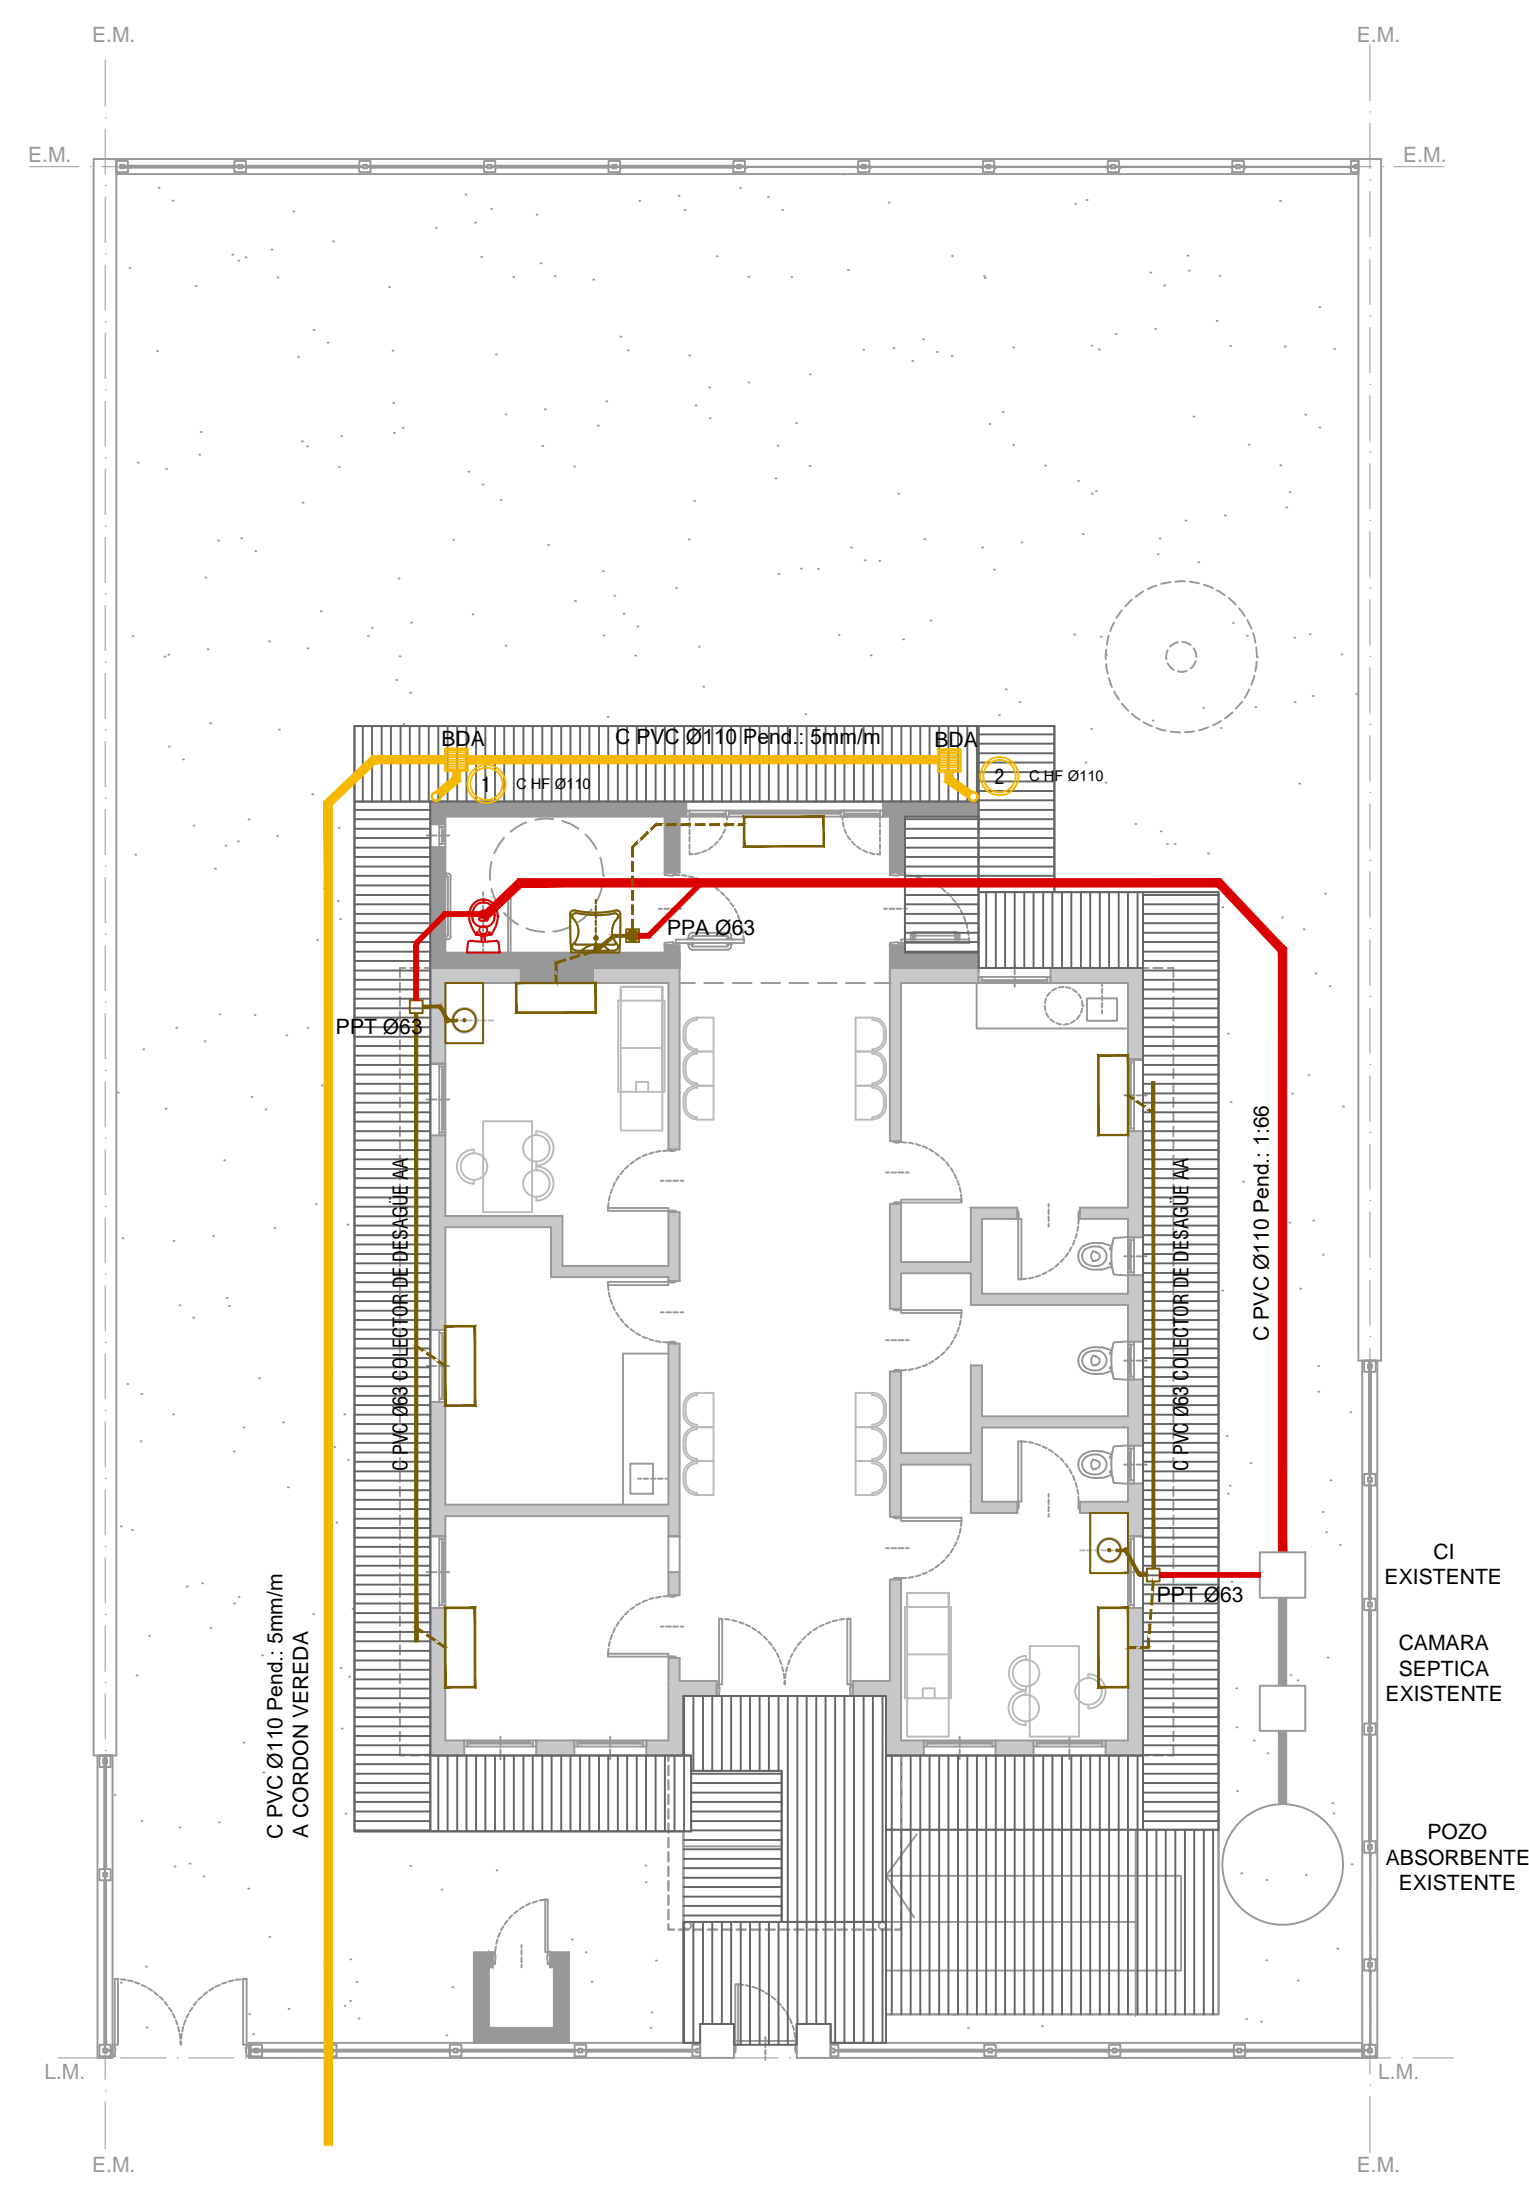 E.M.
E.M.
E.M.
E.M.
BDA
C PVC Ø110 Pend.: 5mm/m
BDA
1
C HF Ø110
2
C HF Ø110
PPA Ø63
PPT Ø63
C PVC Ø63 COLECTOR DE DESAGÜE AA
C PVC Ø63 COLECTOR DE DESAGÜE AA
C PVC Ø110 Pend.: 1:66
C PVC Ø110 Pend.: 5mm/m
A CORDON VEREDA
PPT Ø63
CI
EXISTENTE
CAMARA
SEPTICA
EXISTENTE
POZO
ABSORBENTE
EXISTENTE
L.M.
L.M.
E.M.
E.M.